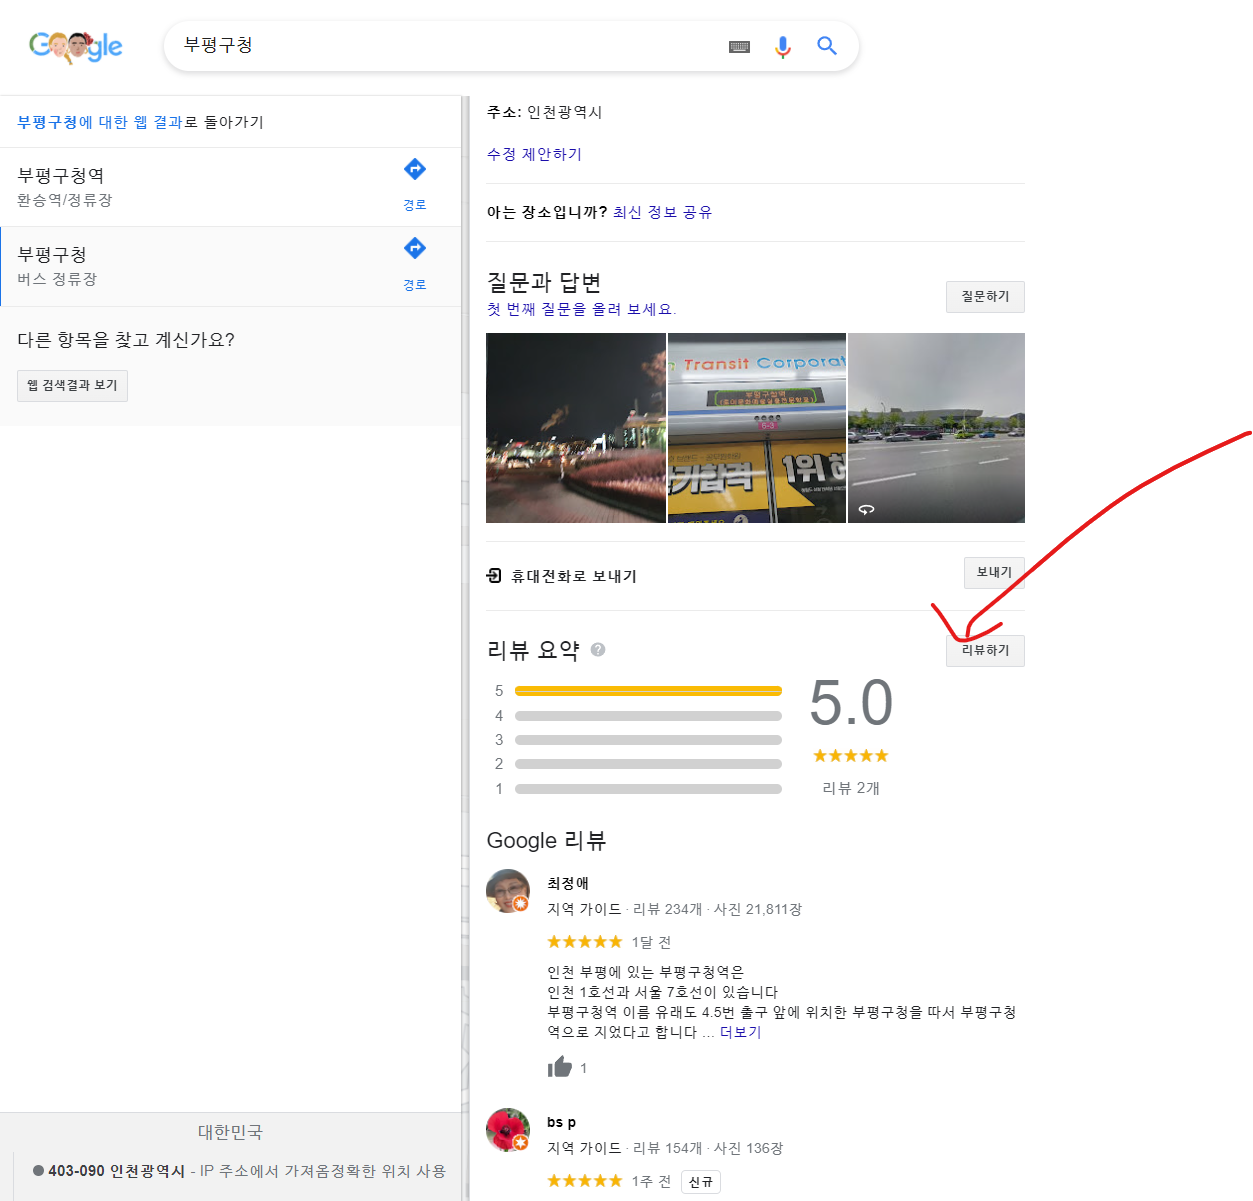 Google
부평구청
부평구청에 대한 웹 결과로 돌아가기
부평구청역
환승역/정류장
경로
부평구청
버스 정류장
경로
다른 항목을 찾고 계신가요?
웹 검색결과 보기
대한민국
403-090 인천광역시 - IP 주소에서 가져옴정확한 위치 사용
주소: 인천광역시
수정 제안하기
아는 장소입니까? 최신 정보 공유
질문과 답변
첫 번째 질문을 올려 보세요.
질문하기
Transit Corporat
부평구청역
5-3
1위
휴대전화로 보내기
보내기
리뷰 요약 ?
리뷰하기
5
4
3
2
1
5.0
리뷰 2개
Google 리뷰
최정애
지역 가이드 · 리뷰 234개 · 사진 21,811장
1달 전
인천 부평에 있는 부평구청역은
인천 1호선과 서울 7호선이 있습니다
부평구청역 이름 유래도 4.5번 출구 앞에 위치한 부평구청을 따서 부평구청
역으로 지었다고 합니다 ... 더보기
1
bs p
지역 가이드 · 리뷰 154개 · 사진 136장
1주 전 신규